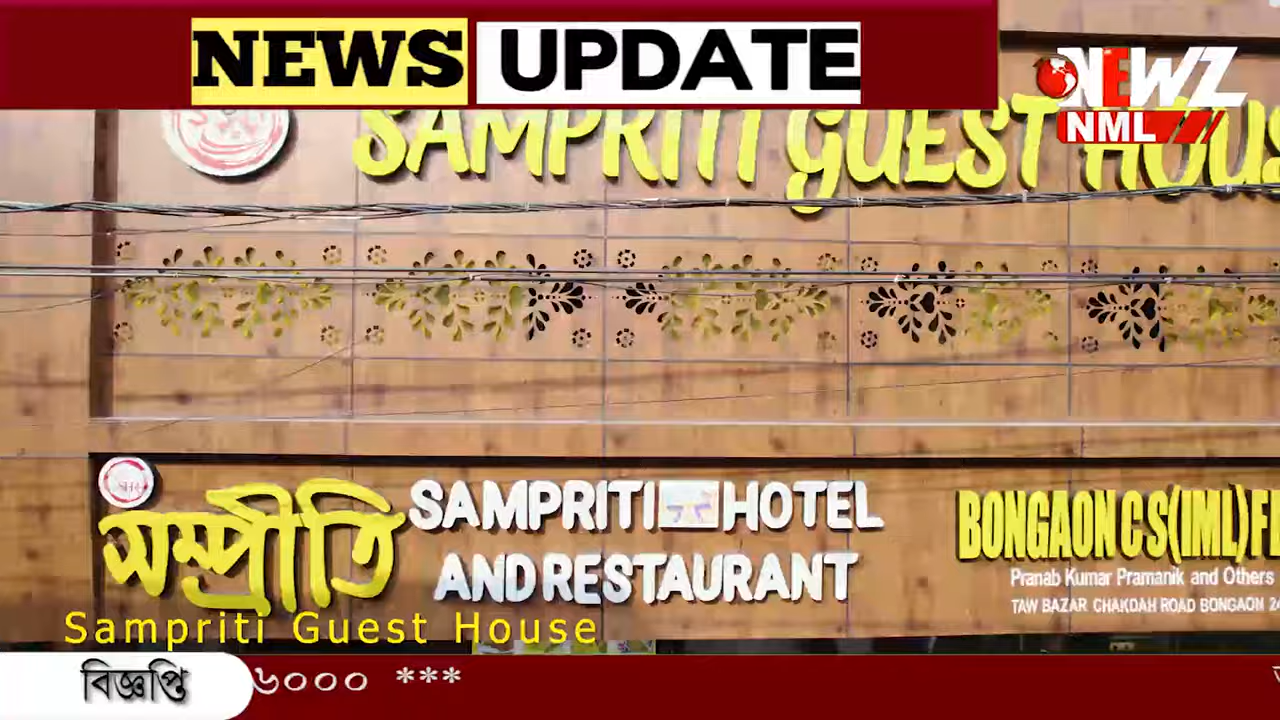 NEWS UPDATE
NEWZ
NML
SAMPRITI GUEST HOUS
সম্প্রীতি
SAMPRITI HOTEL
AND RESTAURANT
BONGAON C S(IML)F
Pranab Kumar Pramanik and Others
TAW BAZAR CHAKDAH ROAD BONGAON 2
Sampriti Guest House
বিজ্ঞপ্তি
৬০০০ ***